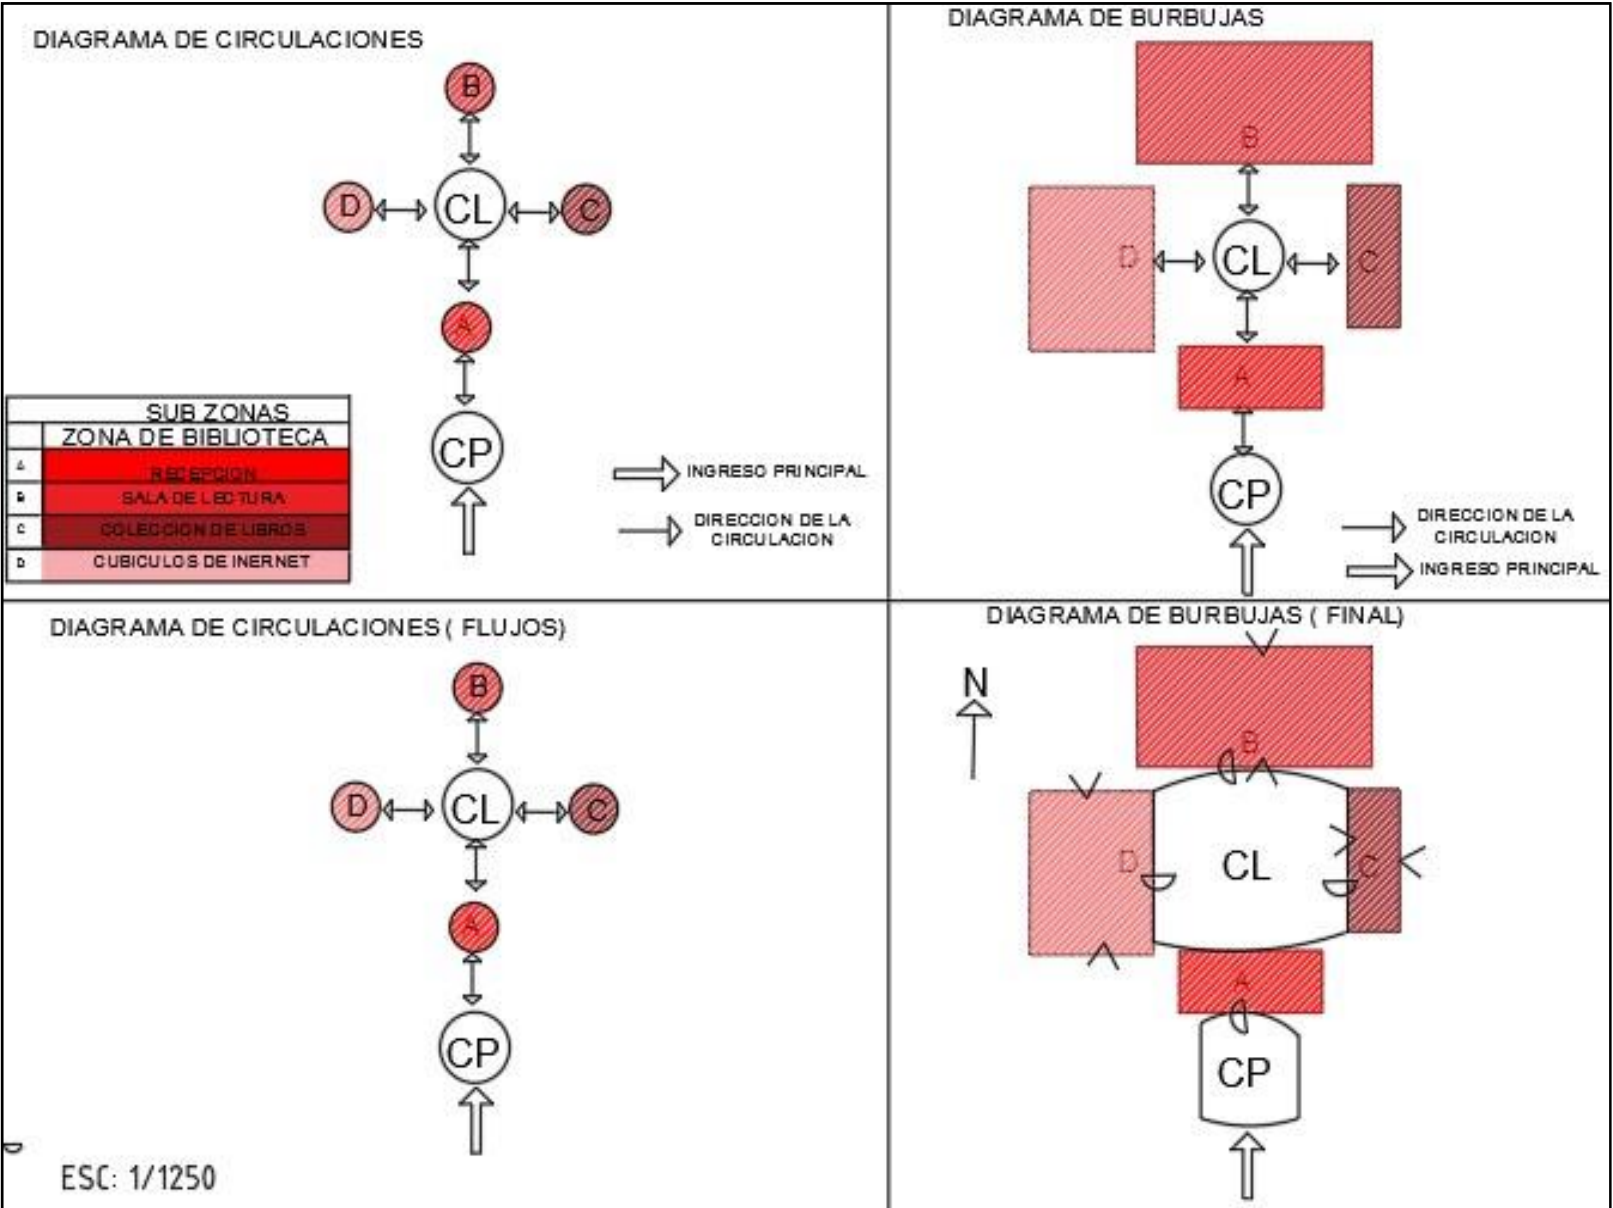 DIAGRAMA DE CIRCULACIONES
B
D
CL
C
A
CP
SUB ZONAS
ZONA DE BIBLIOTECA
A
RECEPCION
B
SALA DE LECTURA
C
COLECCION DE LIBROS
D
CUBICULOS DE INERNET
INGRESO PRINCIPAL
DIRECCION DE LA
CIRCULACION
DIAGRAMA DE BURBUJAS
B
D
CL
C
A
CP
DIRECCION DE LA
CIRCULACION
INGRESO PRINCIPAL
DIAGRAMA DE CIRCULACIONES ( FLUJOS)
B
D
CL
C
A
CP
ESC: 1/1250
DIAGRAMA DE BURBUJAS ( FINAL)
N
B
D
CL
C
A
CP